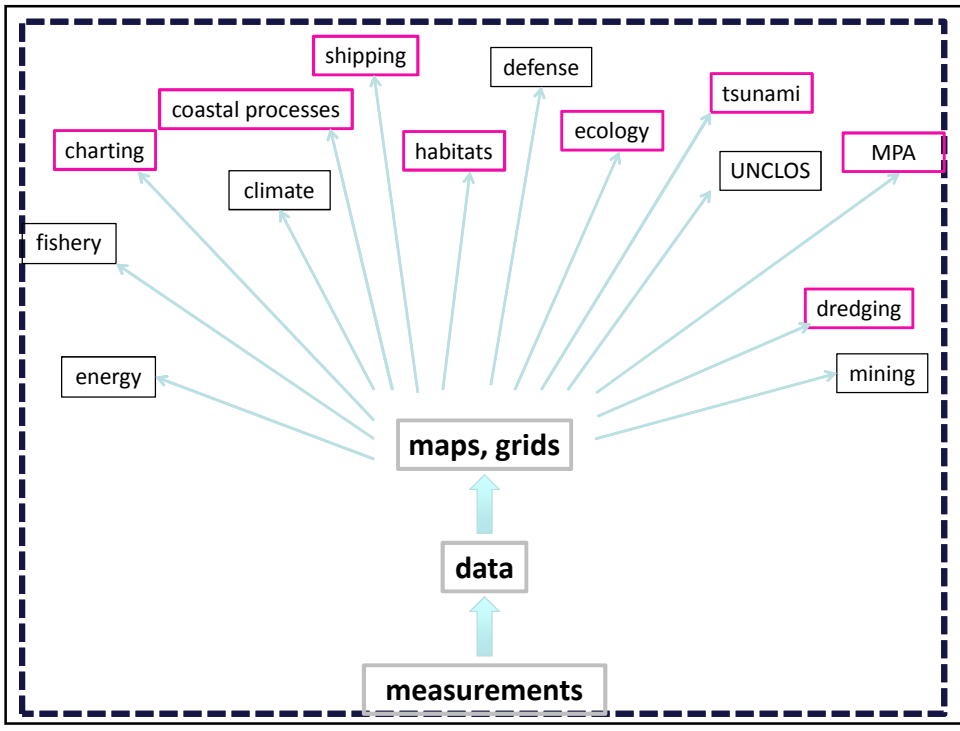 shipping
defense
tsunami
coastal processes
ecology
charting
habitats
MPA
UNCLOS
climate
fishery
dredging
energy
mining
maps, grids
data
measurements